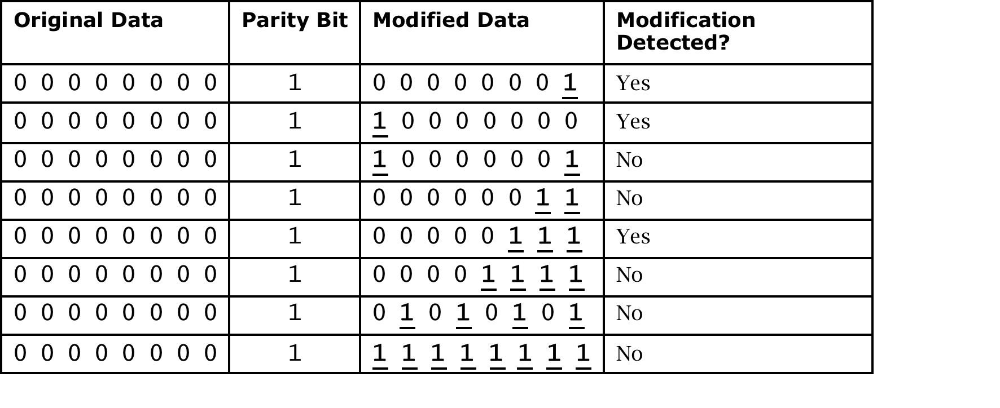 Original Data Parity Bit Modified Data Modification
Detected?
0 0 0 0 0 0 0 0 1 0 0 0 0 0 0 0 1 Yes
0 0 0 0 0 0 0 0 1 1 0 0 0 0 0 0 0 Yes
0 0 0 0 0 0 0 0 1 1 0 0 0 0 0 0 1 No
0 0 0 0 0 0 0 0 1 0 0 0 0 0 0 1 1 No
0 0 0 0 0 0 0 0 1 0 0 0 0 0 1 1 1 Yes
0 0 0 0 0 0 0 0 1 0 0 0 0 1 1 1 1 No
0 0 0 0 0 0 0 0 1 0 1 0 1 0 1 0 1 No
0 0 0 0 0 0 0 0 1 1 1 1 1 1 1 1 1 No